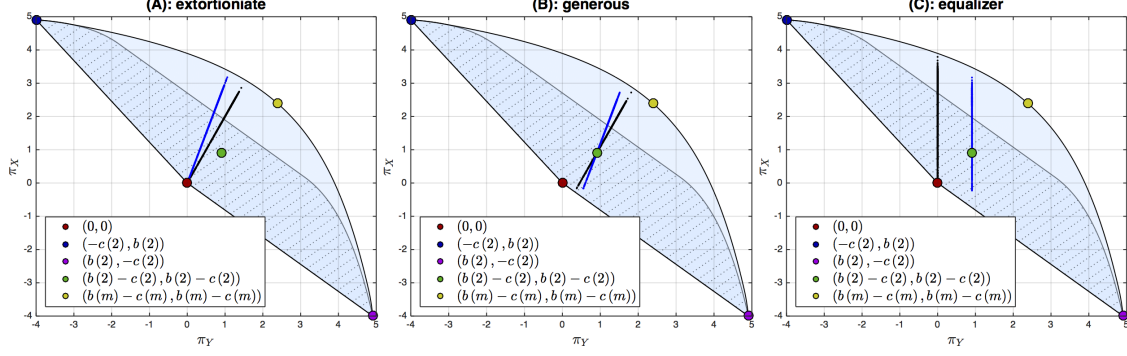 (A): extortionate
5
4
3
2
1
0
-1
-2
-3
-4
π_X
(0, 0)
(−c (2) , b (2))
(b (2) , −c (2))
(b (2) − c (2) , b (2) − c (2))
(b (m) − c (m) , b (m) − c (m))
-4 -3 -2 -1 0 1 2 3 4 5
π_Y
(B): generous
5
4
3
2
1
0
-1
-2
-3
-4
π_X
(0, 0)
(−c (2) , b (2))
(b (2) , −c (2))
(b (2) − c (2) , b (2) − c (2))
(b (m) − c (m) , b (m) − c (m))
-4 -3 -2 -1 0 1 2 3 4 5
π_Y
(C): equalizer
5
4
3
2
1
0
-1
-2
-3
-4
π_X
(0, 0)
(−c (2) , b (2))
(b (2) , −c (2))
(b (2) − c (2) , b (2) − c (2))
(b (m) − c (m) , b (m) − c (m))
-4 -3 -2 -1 0 1 2 3 4 5
π_Y